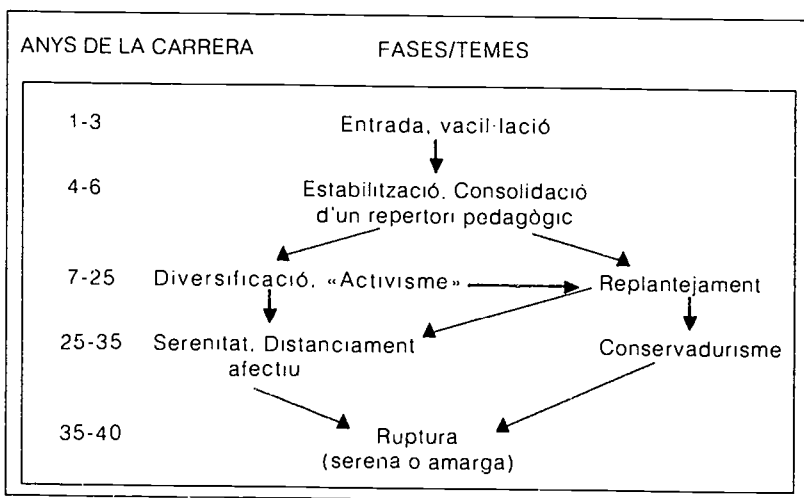 ANYS DE LA CARRERA FASES/TEMES
1-3 Entrada, vacil·lació
4-6 Estabilització. Consolidació
d'un repertori pedagògic
7-25 Diversificació, «Activisme» Replantejament
25-35 Serenitat, Distanciament Conservadurisme
afectiu
35-40 Ruptura
(serena o amarga)